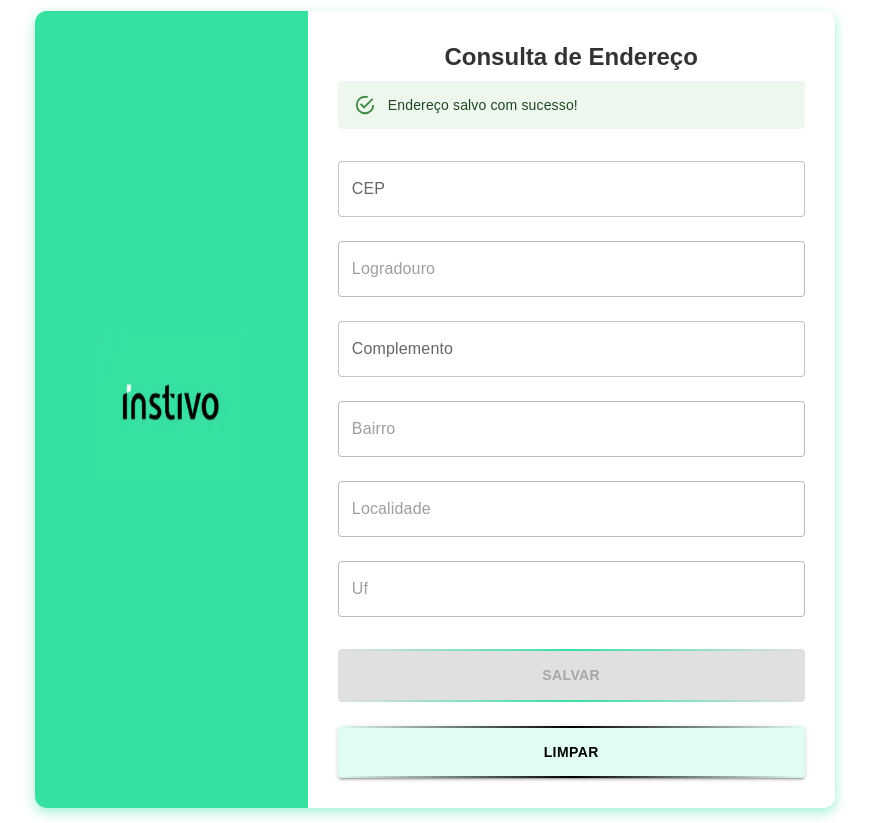 instivo
Consulta de Endereço
Endereço salvo com sucesso!
CEP
Logradouro
Complemento
Bairro
Localidade
Uf
SALVAR
LIMPAR